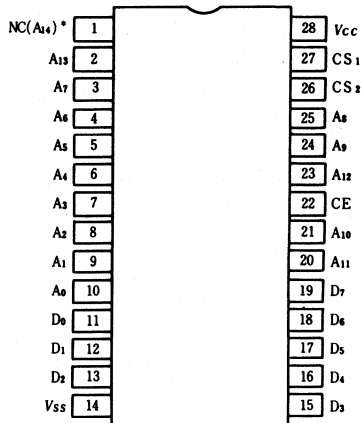 NC(A14)* 1 28 Vcc
A13 2 27 CS1
A7 3 26 CS2
A6 4 25 A8
A5 5 24 A9
A4 6 23 A12
A3 7 22 CE
A2 8 21 A10
A1 9 20 A11
A0 10 19 D7
D0 11 18 D6
D1 12 17 D5
D2 13 16 D4
Vss 14 15 D3